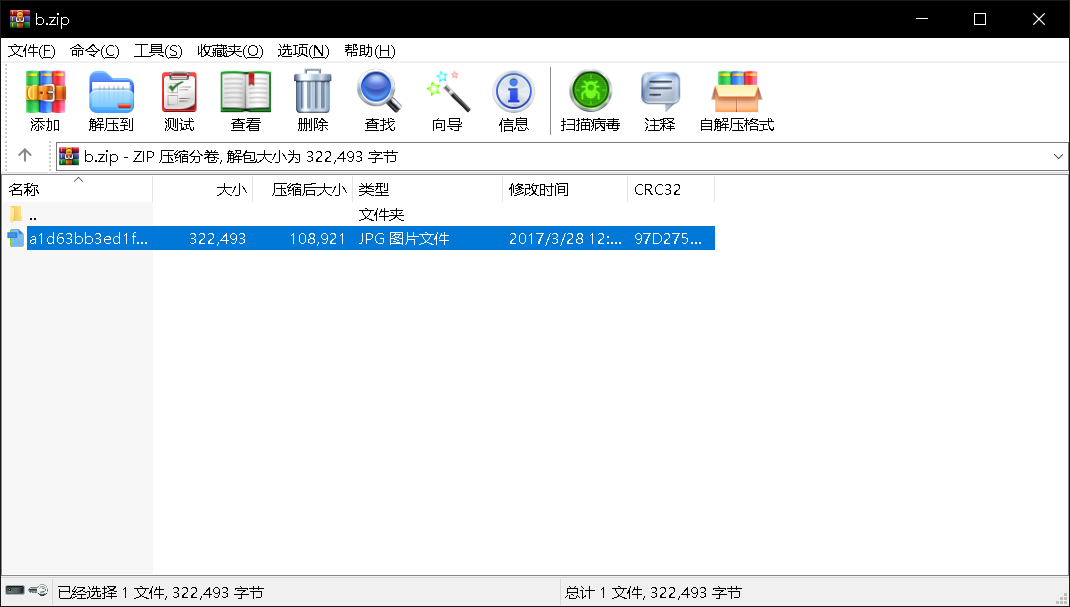 b.zip
文件(F) 命令(C) 工具(S) 收藏夹(O) 选项(N) 帮助(H)
添加 解压到 测试 查看 删除 查找 向导 信息 扫描病毒 注释 自解压格式
b.zip - ZIP 压缩分卷, 解包大小为 322,493 字节
名称 大小 压缩后大小 类型 修改时间 CRC32
.. 文件夹
a1d63bb3ed1f... 322,493 108,921 JPG 图片文件 2017/3/28 12:... 97D275...
已经选择 1 文件, 322,493 字节 总计 1 文件, 322,493 字节